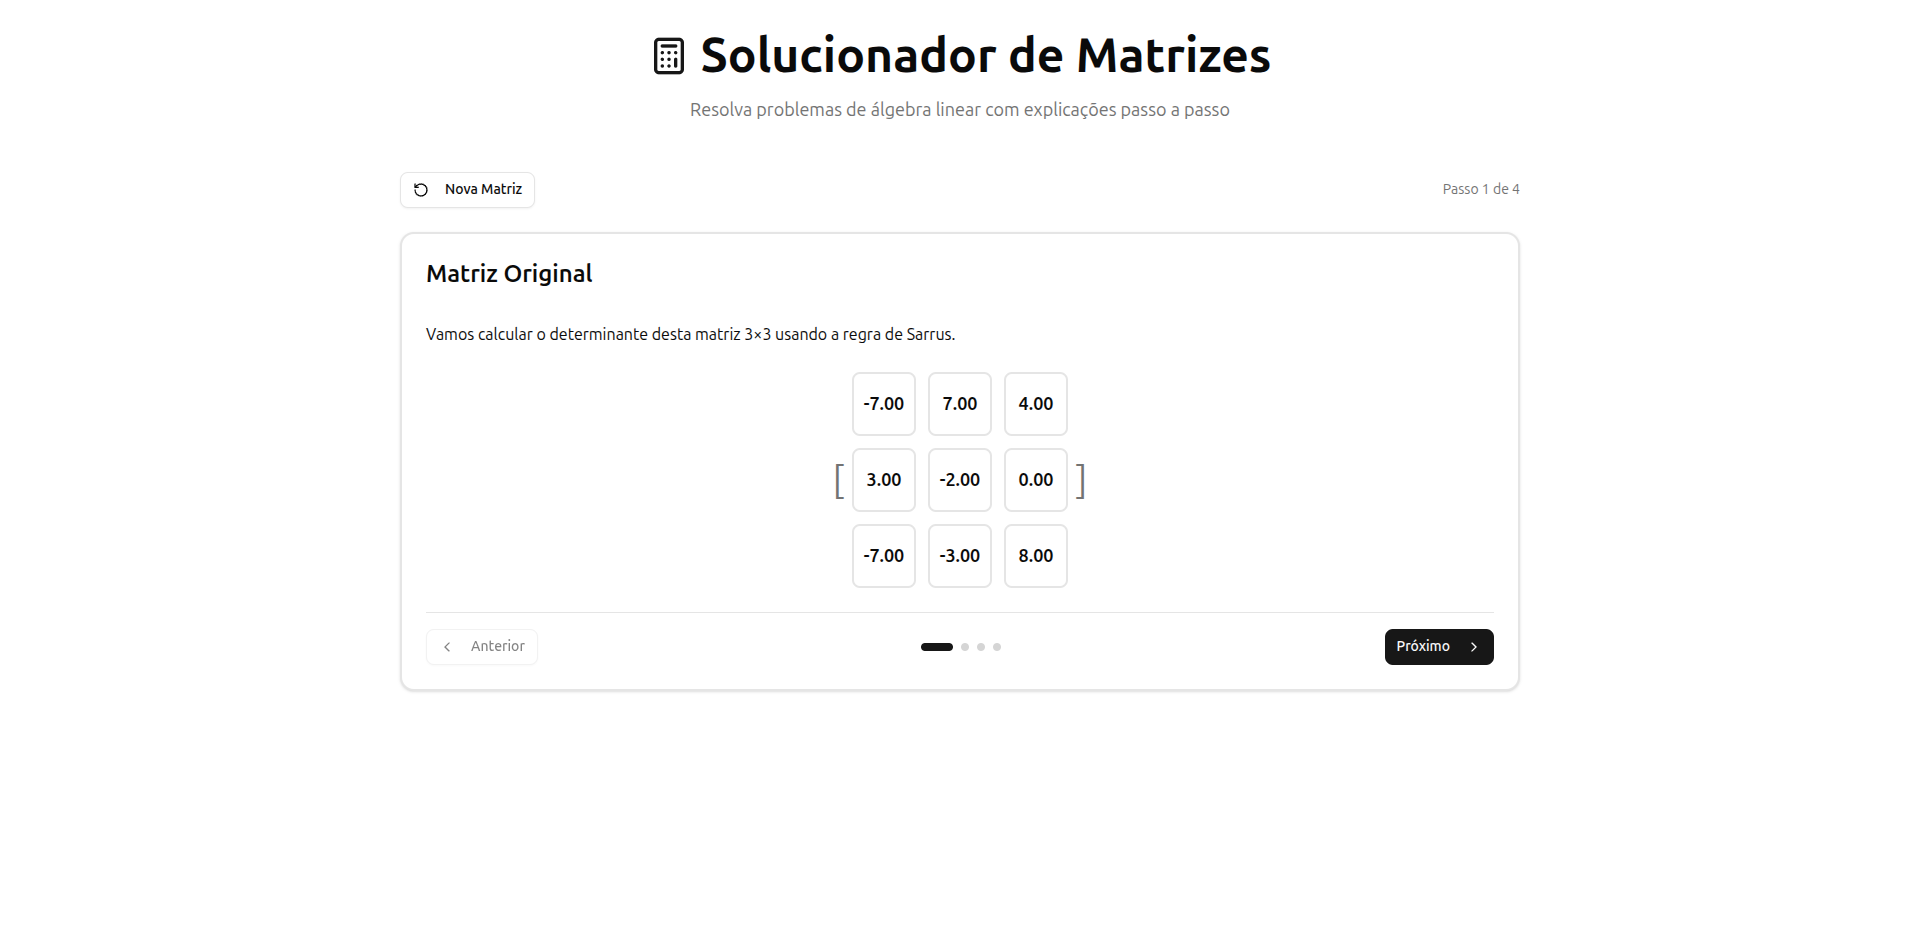 Solucionador de Matrizes
Resolva problemas de álgebra linear com explicações passo a passo
Nova Matriz
Passo 1 de 4
Matriz Original
Vamos calcular o determinante desta matriz 3×3 usando a regra de Sarrus.
-7.00 7.00 4.00
[ 3.00 -2.00 0.00 ]
-7.00 -3.00 8.00
Anterior
Próximo